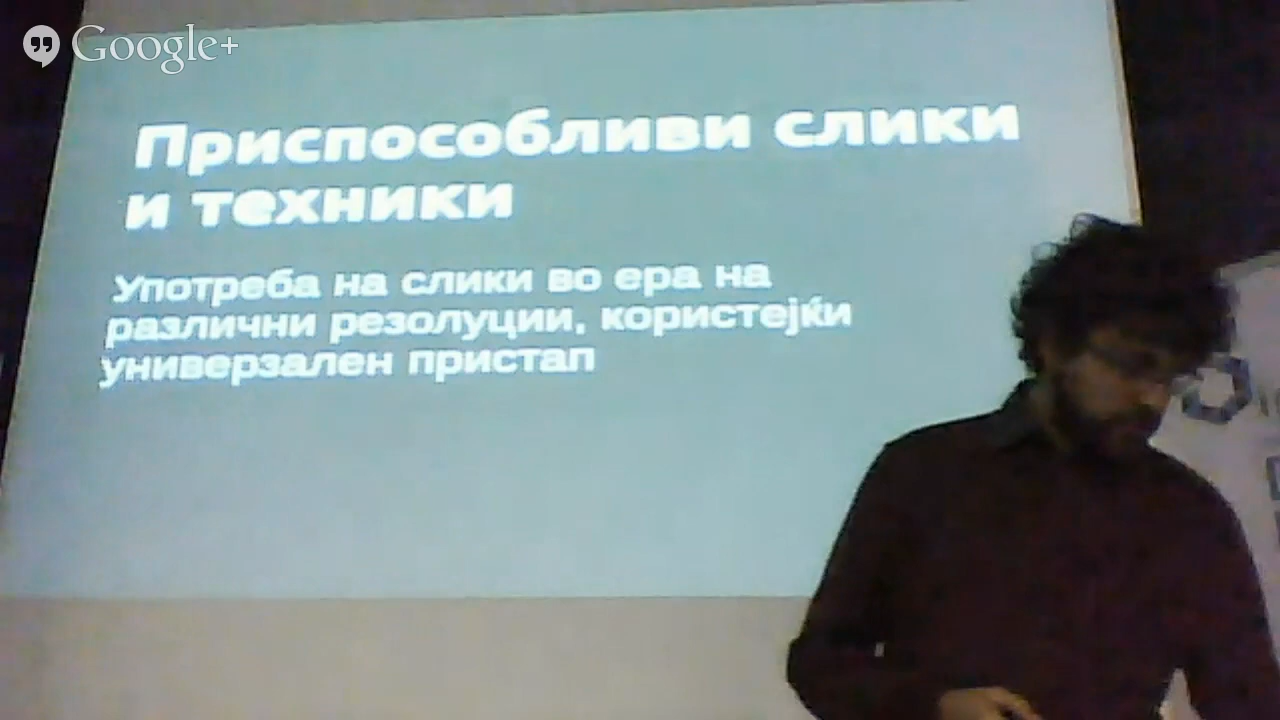 Google+
Приспособливи слики
и техники
Употреба на слики во ера на
различни резолуции, користејќи
универзален пристап